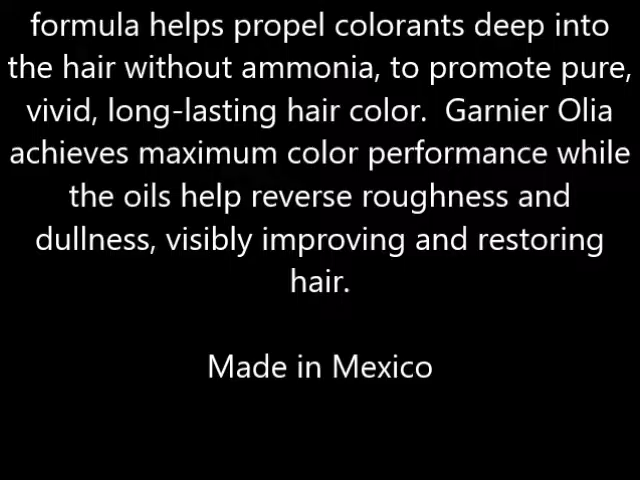 formula helps propel colorants deep into
the hair without ammonia, to promote pure,
vivid, long-lasting hair color.  Garnier Olia
achieves maximum color performance while
the oils help reverse roughness and
dullness, visibly improving and restoring
hair.
Made in Mexico